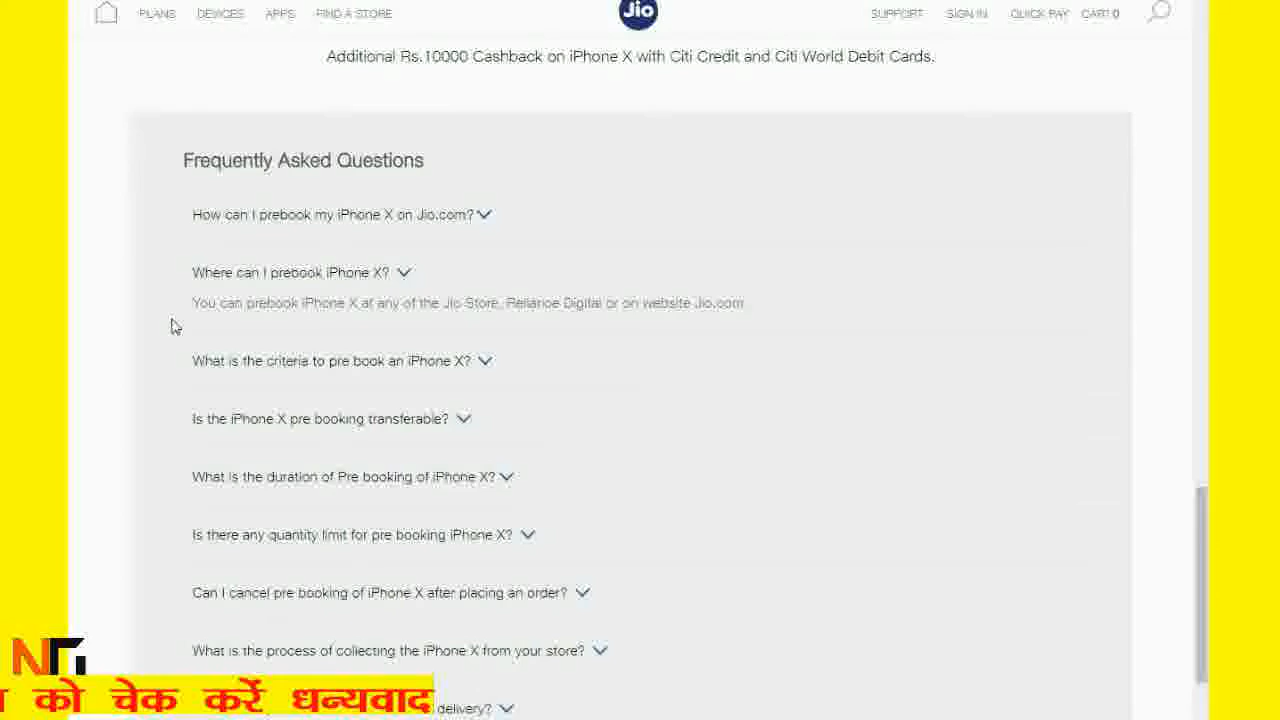 PLANS DEVICES APPS FIND A STORE Jio SUPPORT SIGN IN QUICK PAY CART 0
Additional Rs.10000 Cashback on iPhone X with Citi Credit and Citi World Debit Cards.
Frequently Asked Questions
How can I prebook my iPhone X on Jio.com?
Where can I prebook iPhone X?
You can prebook iPhone X at any of the Jio Store, Reliance Digital or on website Jio.com
What is the criteria to pre book an iPhone X?
Is the iPhone X pre booking transferable?
What is the duration of Pre booking of iPhone X?
Is there any quantity limit for pre booking iPhone X?
Can I cancel pre booking of iPhone X after placing an order?
What is the process of collecting the iPhone X from your store?
को चेक करें धन्यवाद
delivery?